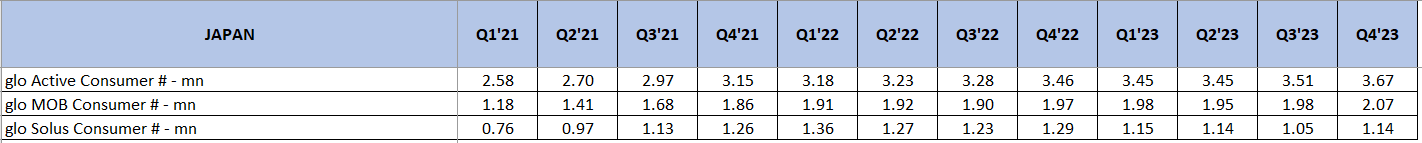 JAPAN Q1'21 Q2'21 Q3'21 Q4'21 Q1'22 Q2'22 Q3'22 Q4'22 Q1'23 Q2'23 Q3'23 Q4'23
glo Active Consumer # - mn 2.58 2.70 2.97 3.15 3.18 3.23 3.28 3.46 3.45 3.45 3.51 3.67
glo MOB Consumer # - mn 1.18 1.41 1.68 1.86 1.91 1.92 1.90 1.97 1.98 1.95 1.98 2.07
glo Solus Consumer # - mn 0.76 0.97 1.13 1.26 1.36 1.27 1.23 1.29 1.15 1.14 1.05 1.14